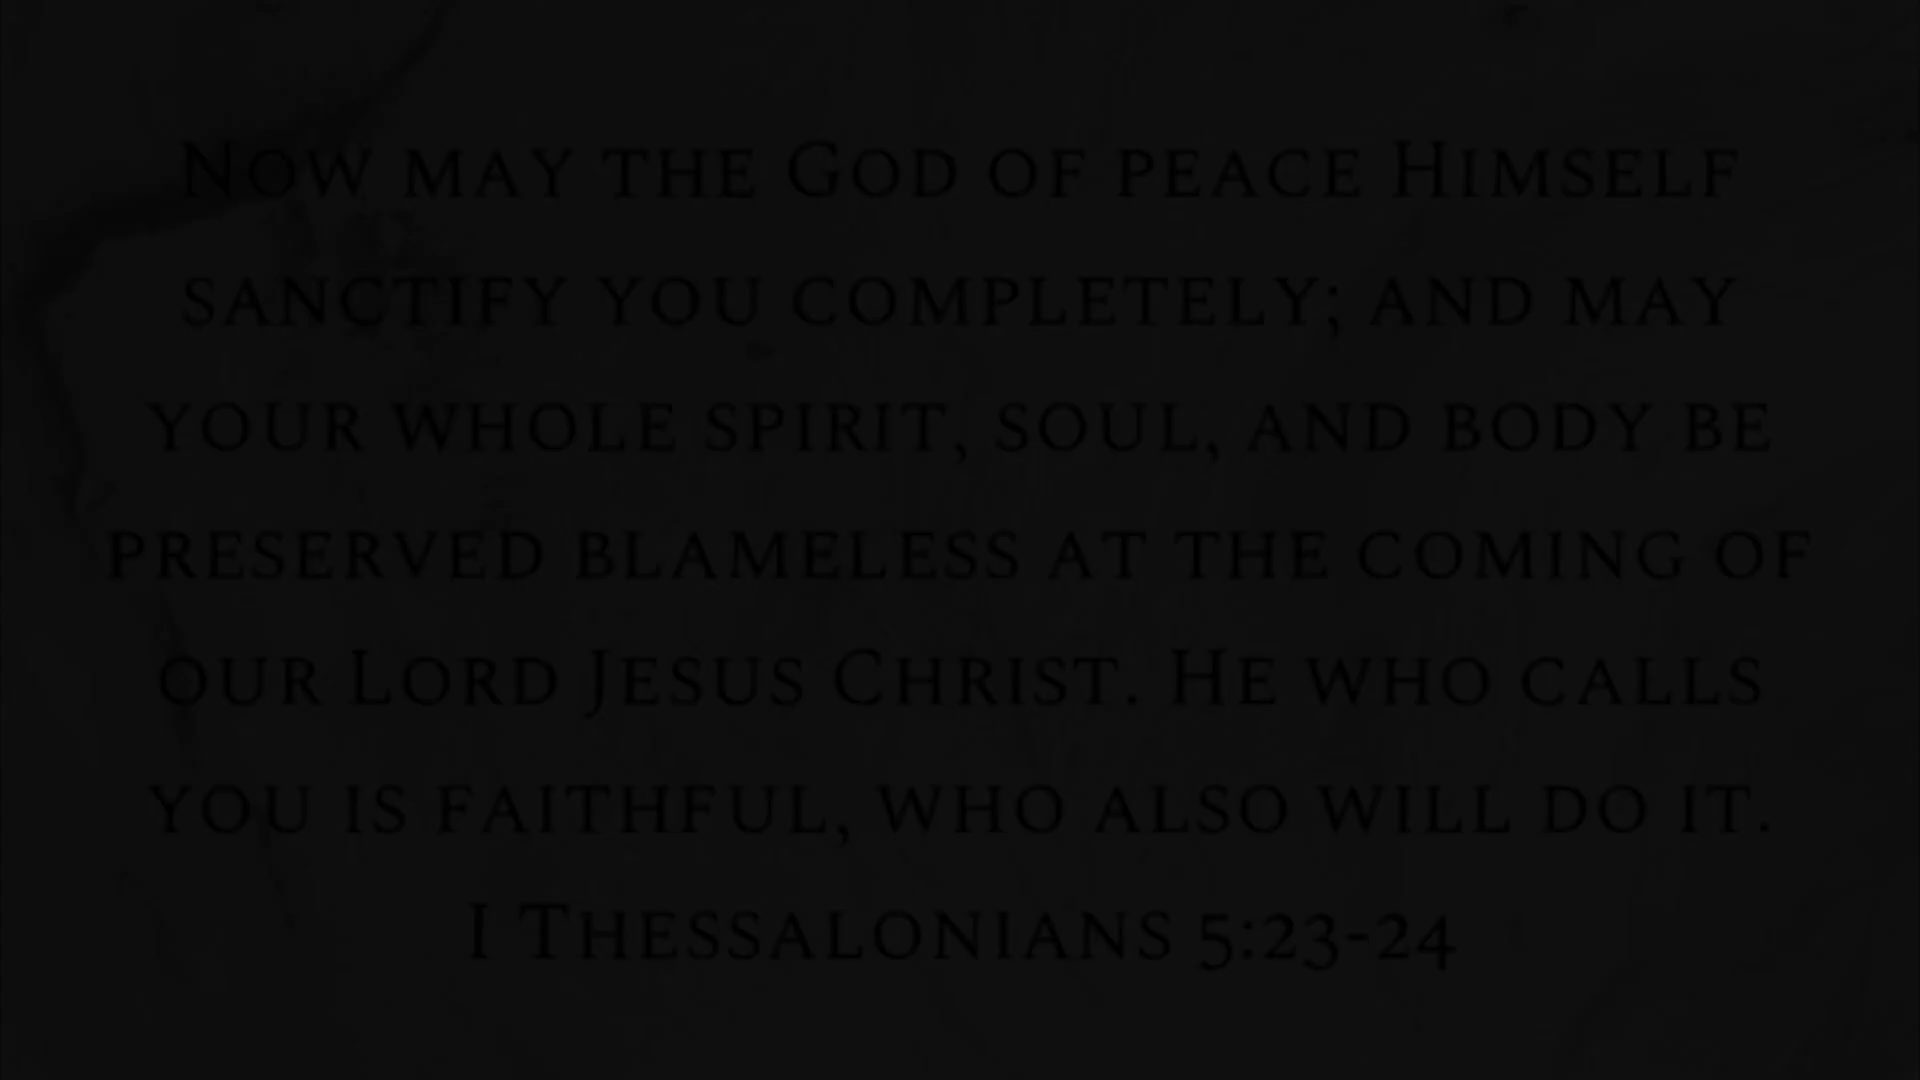 Now may the God of peace Himself
sanctify you completely; and may
your whole spirit, soul, and body be
preserved blameless at the coming of
our Lord Jesus Christ. He who calls
you is faithful, who also will do it.
I Thessalonians 5:23-24